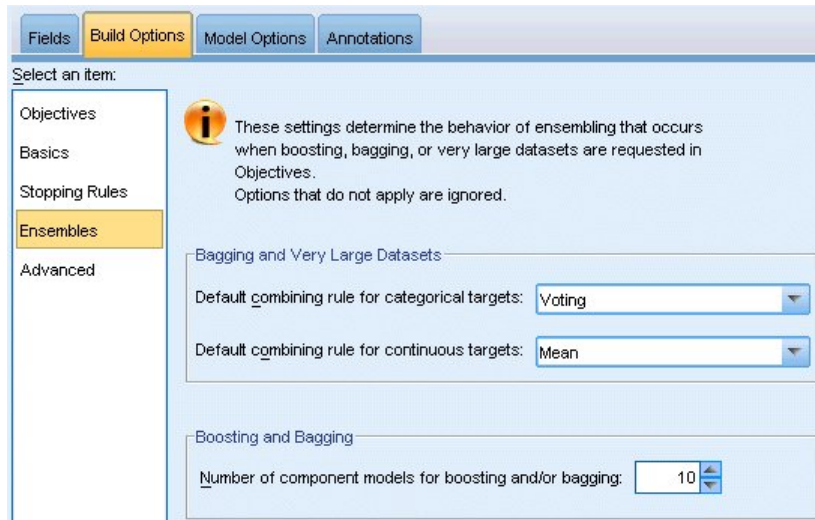 Fields Build Options Model Options Annotations
Select an item:
Objectives
Basics
Stopping Rules
Ensembles
Advanced
These settings determine the behavior of ensembling that occurs
when boosting, bagging, or very large datasets are requested in
Objectives.
Options that do not apply are ignored.
Bagging and Very Large Datasets
Default combining rule for categorical targets: Voting
Default combining rule for continuous targets: Mean
Boosting and Bagging
Number of component models for boosting and/or bagging: 10